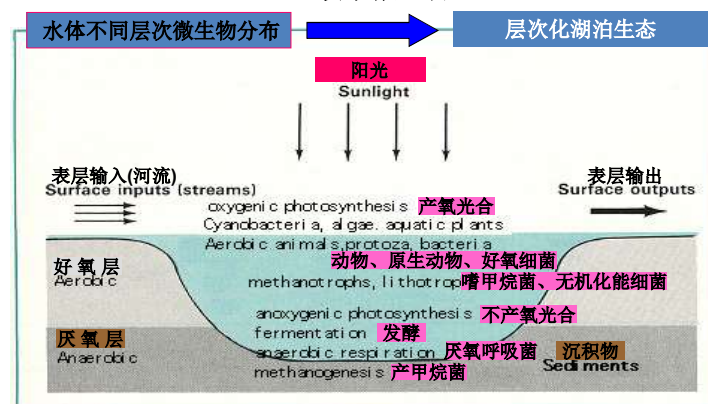 水体不同层次微生物分布
层次化湖泊生态
阳光
Sunlight
表层输入(河流)
Surface inputs (streams)
表层输出
Surface outputs
oxygenic photosynthesis 产氧光合
Cyanobacteria, algae. aquatic plants
Aerobic animals,protoza, bacteria
动物、原生动物、好氧细菌
好氧层
Aerobic
methanotrophs, lithotrop 嗜甲烷菌、无机化能细菌
anoxygenic photosynthesis 不产氧光合
厌氧层
fermentation 发酵
Anaerobic
anaerobic respiration 厌氧呼吸菌
沉积物
Sediments
methanogenesis 产甲烷菌